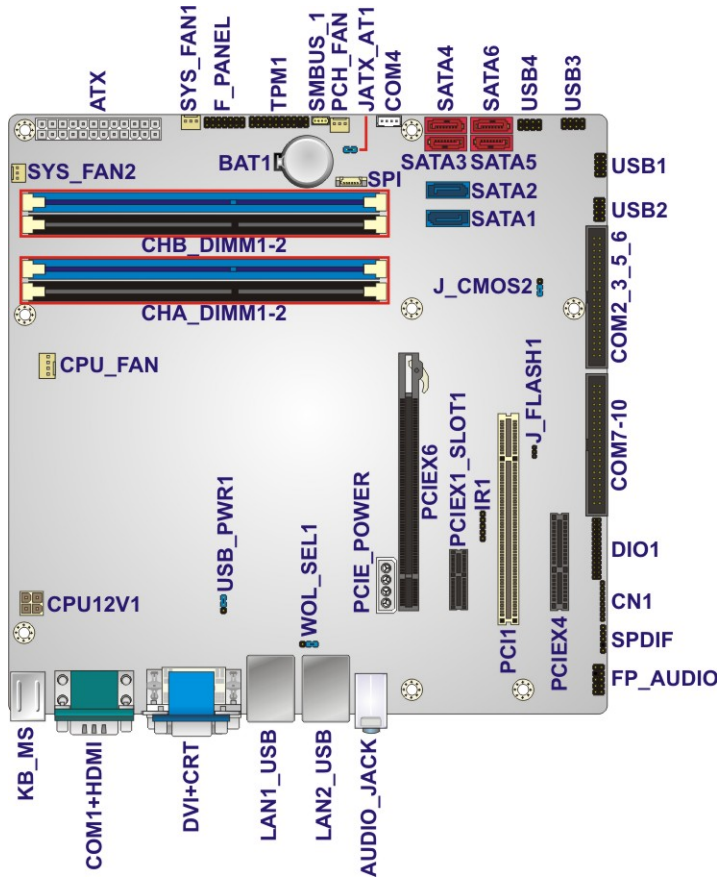 ATX
SYS_FAN1
F_PANEL
TPM1
SMBUS_1
PCH_FAN
JATX_AT1
COM4
SATA4
SATA6
USB4
USB3
SYS_FAN2
BAT1
SPI
SATA3
SATA5
USB1
SATA2
SATA1
USB2
CHB_DIMM1-2
J_CMOS2
COM2_3_5_6
CHA_DIMM1-2
CPU_FAN
J_FLASH1
COM7-10
PCIEX6
PCIEX1_SLOT1
IR1
USB_PWR1
WOL_SEL1
PCIE_POWER
DIO1
CPU12V1
CN1
PCI1
PCIEX4
SPDIF
FP_AUDIO
KB_MS
COM1+HDMI
DVI+CRT
LAN1_USB
LAN2_USB
AUDIO_JACK